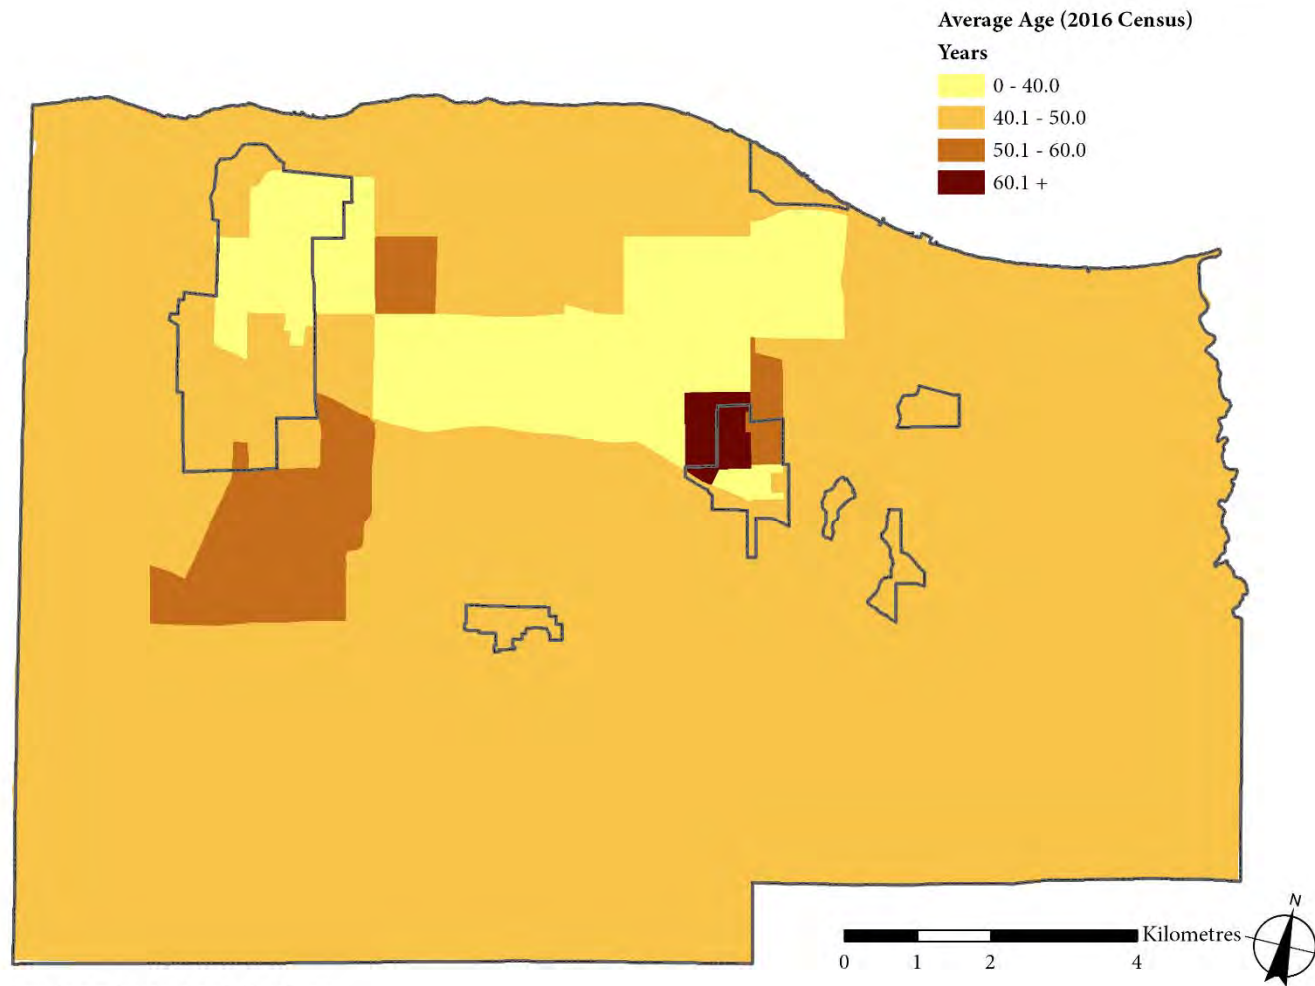 Average Age (2016 Census)
Years
0 - 40.0
40.1 - 50.0
50.1 - 60.0
60.1 +
N
Kilometres
0 1 2 4